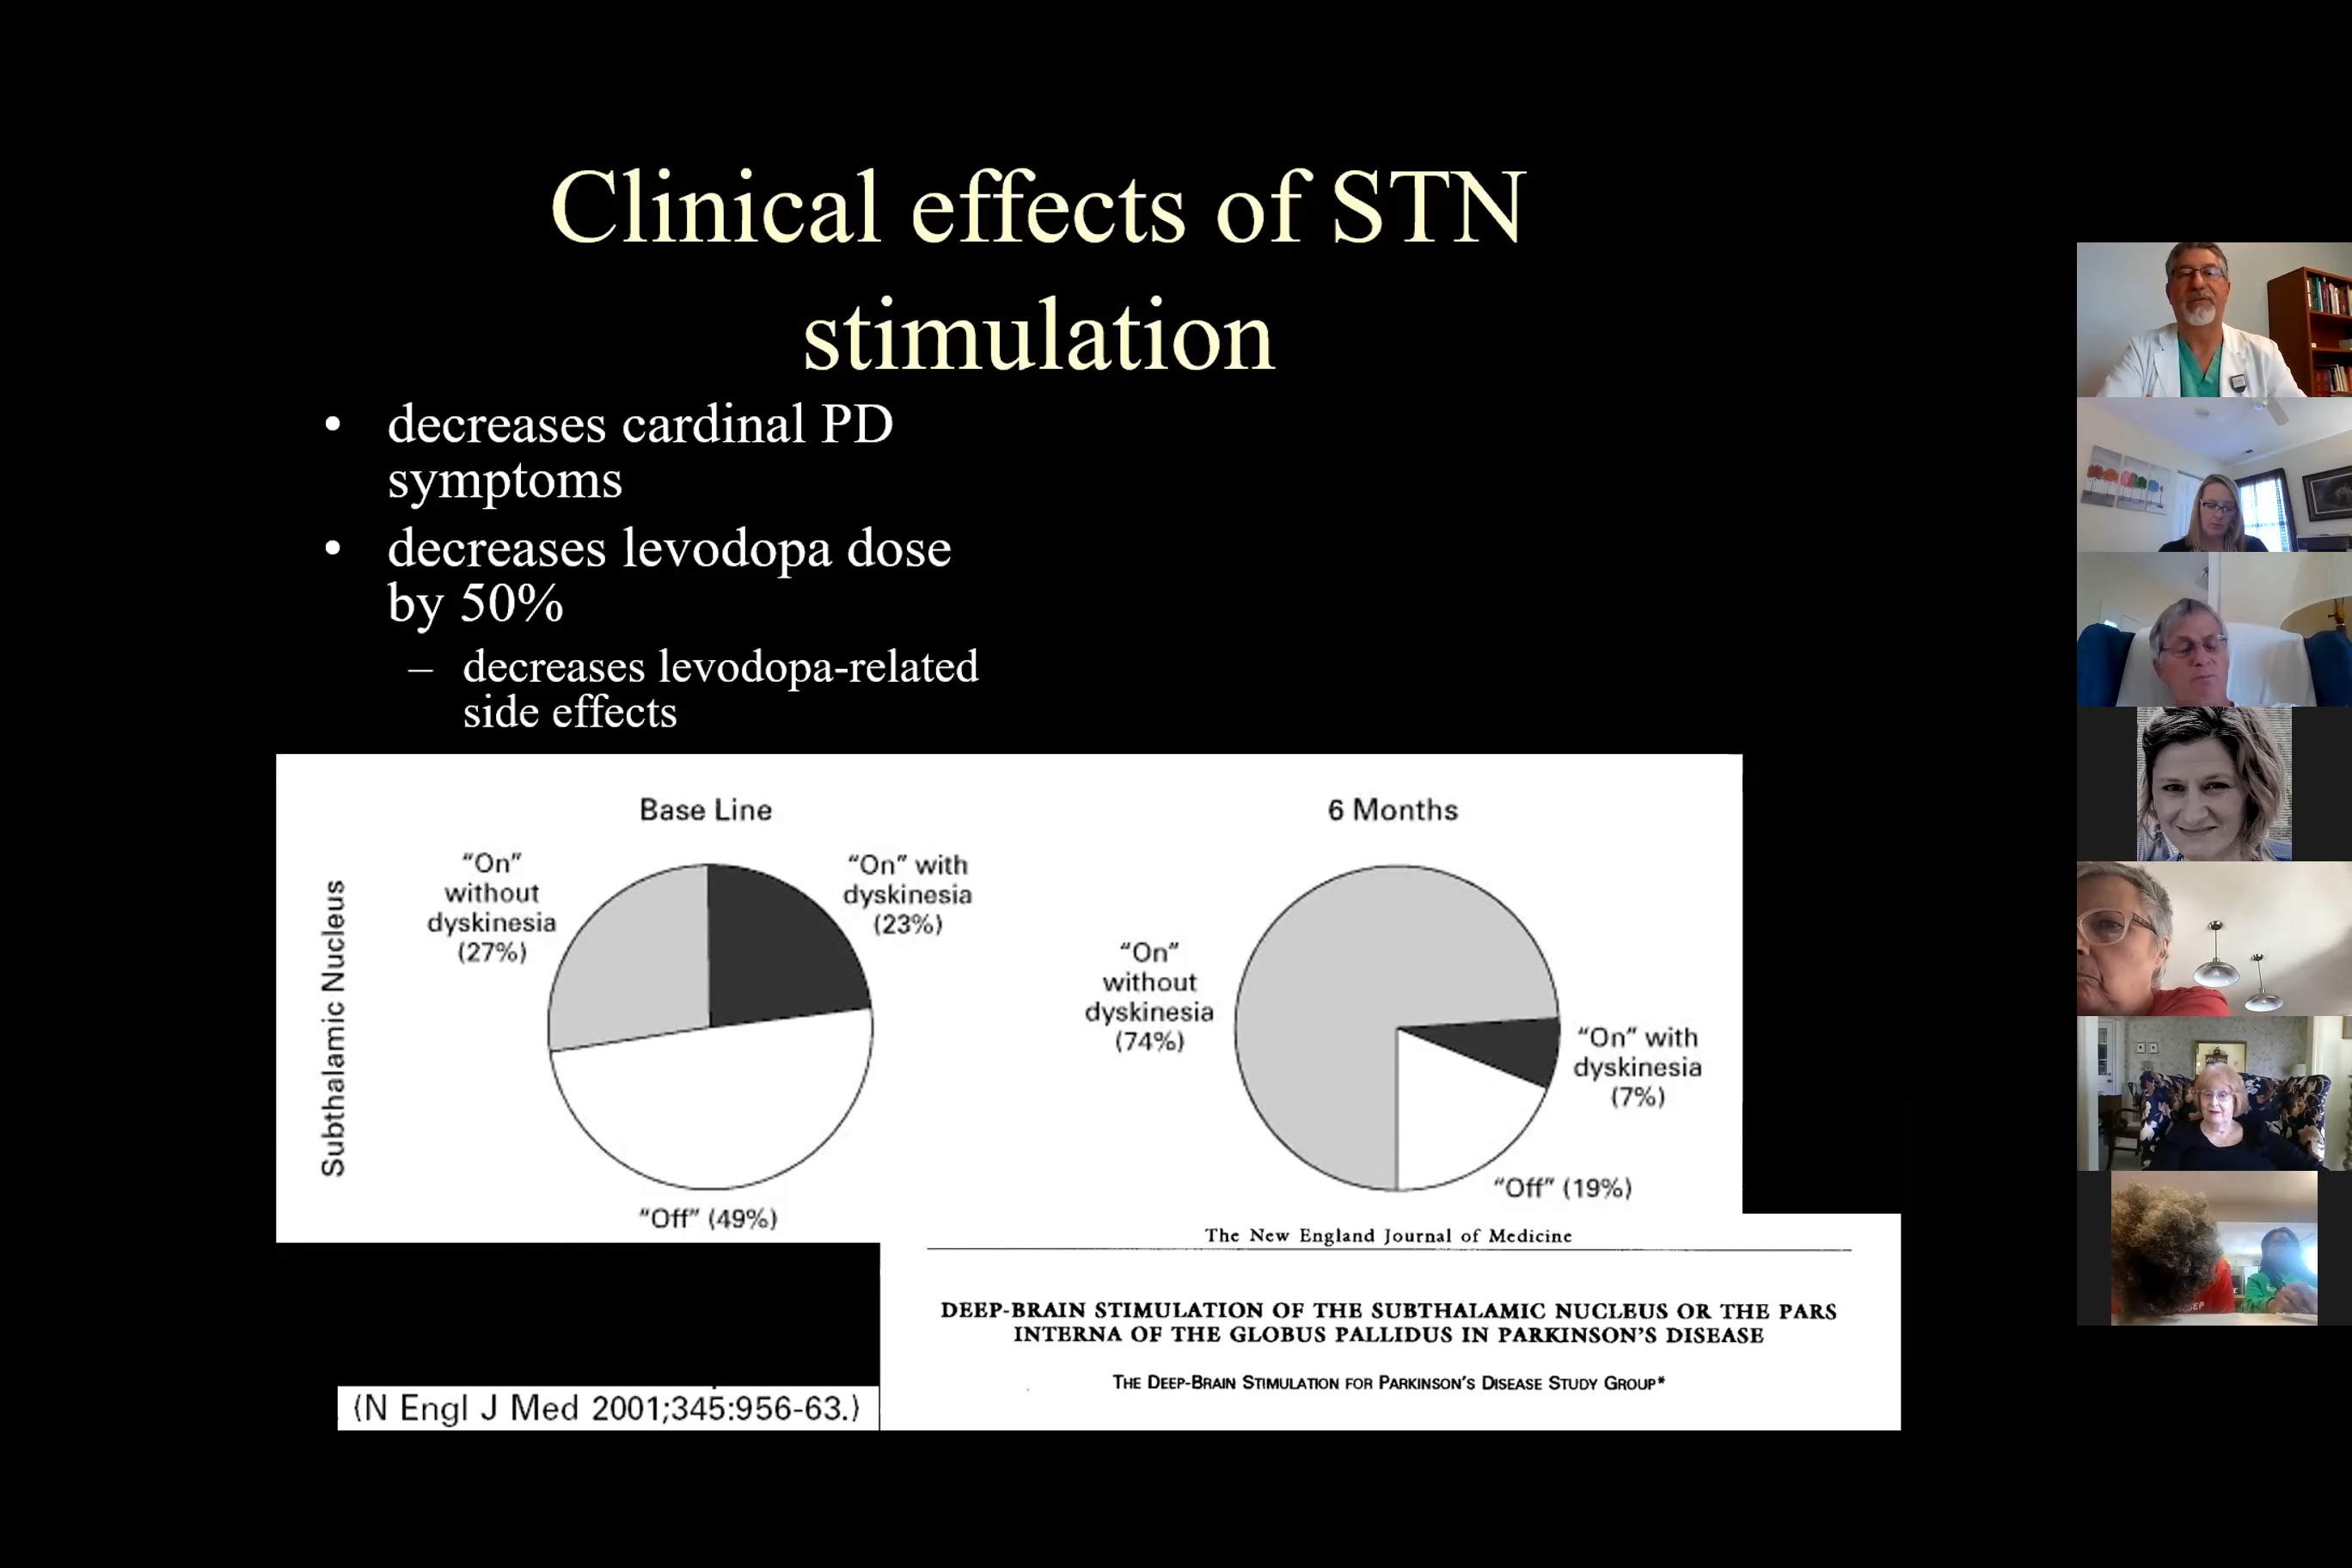 Clinical effects of STN
stimulation
• decreases cardinal PD
symptoms
• decreases levodopa dose
by 50%
– decreases levodopa-related
side effects
Subthalamic Nucleus
Base Line
“On”
without
dyskinesia
(27%)
“On” with
dyskinesia
(23%)
“Off” (49%)
6 Months
“On”
without
dyskinesia
(74%)
“On” with
dyskinesia
(7%)
“Off” (19%)
The New England Journal of Medicine
DEEP-BRAIN STIMULATION OF THE SUBTHALAMIC NUCLEUS OR THE PARS
INTERNA OF THE GLOBUS PALLIDUS IN PARKINSON’S DISEASE
THE DEEP-BRAIN STIMULATION FOR PARKINSON’S DISEASE STUDY GROUP*
(N Engl J Med 2001;345:956-63.)